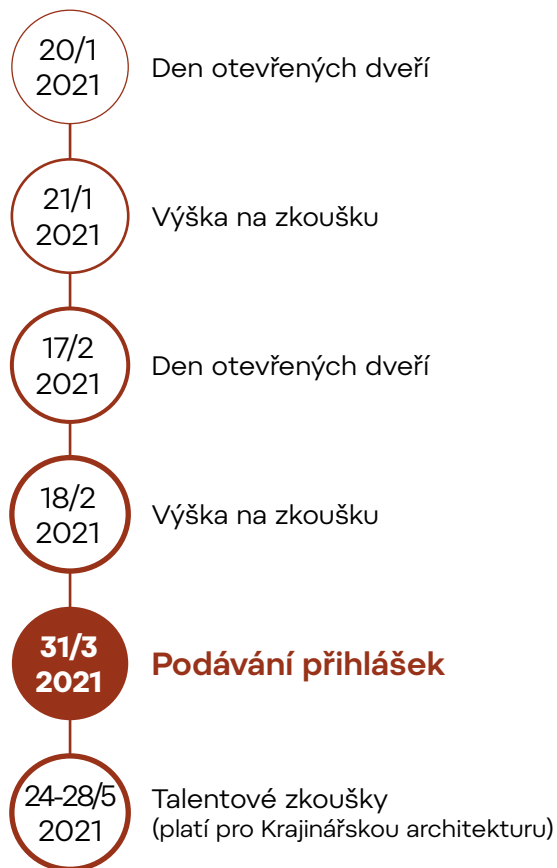 20/1
2021
Den otevřených dveří
21/1
2021
Výška na zkoušku
17/2
2021
Den otevřených dveří
18/2
2021
Výška na zkoušku
31/3
2021
Podávání přihlášek
24-28/5
2021
Talentové zkoušky
(platí pro Krajinářskou architekturu)